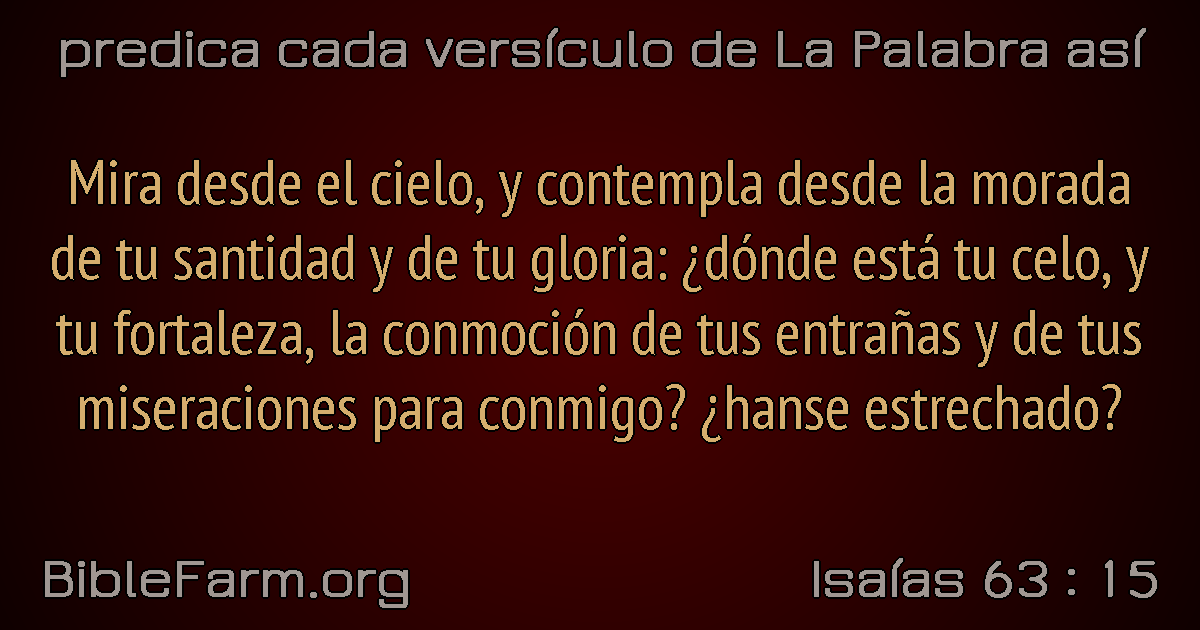 predica cada versículo de La Palabra así
Mira desde el cielo, y contempla desde la morada
de tu santidad y de tu gloria: ¿dónde está tu celo, y
tu fortaleza, la conmoción de tus entrañas y de tus
miseraciones para conmigo? ¿hanse estrechado?
BibleFarm.org
Isaías 63 : 15